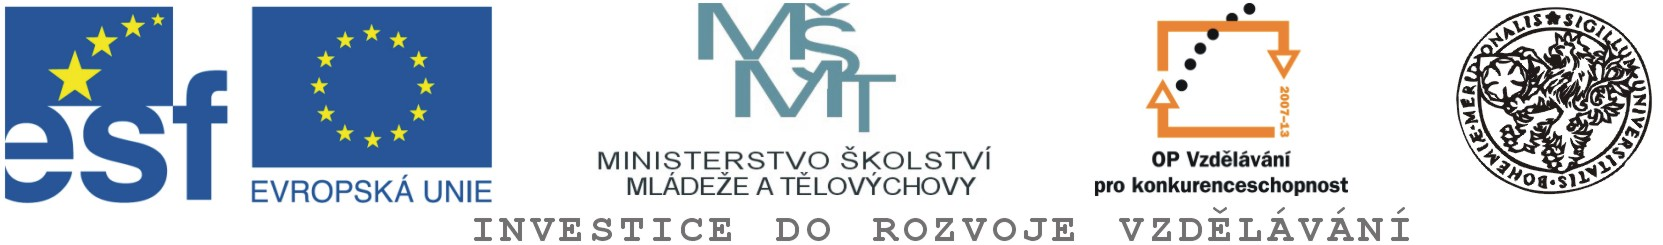 esf
EVROPSKÁ UNIE
MŠ
MT
MINISTERSTVO ŠKOLSTVÍ
MLÁDEŽE A TĚLOVÝCHOVY
2007-13
OP Vzdělávání
pro konkurenceschopnost
SIGILLUM·UNIVERSITATIS·BOHEMIÆ·MERIDIONALIS
INVESTICE DO ROZVOJE VZDĚLÁVÁNÍ